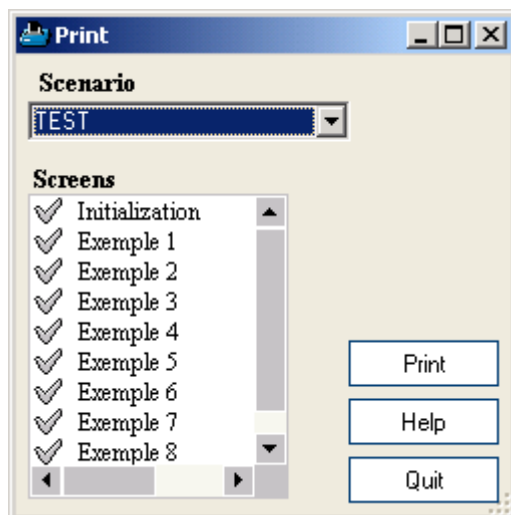 Print
Scenario
TEST
Screens
Initialization
Exemple 1
Exemple 2
Exemple 3
Exemple 4
Exemple 5
Exemple 6
Exemple 7
Exemple 8
Print
Help
Quit